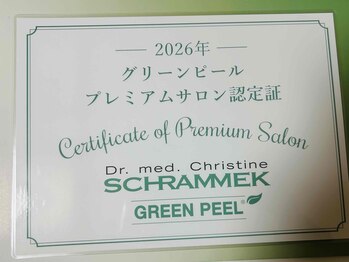 2026年
グリーンピール
プレミアムサロン認定証
Certificate of Premium Salon
Dr. med. Christine
SCHRAMMEK
GREEN PEEL®